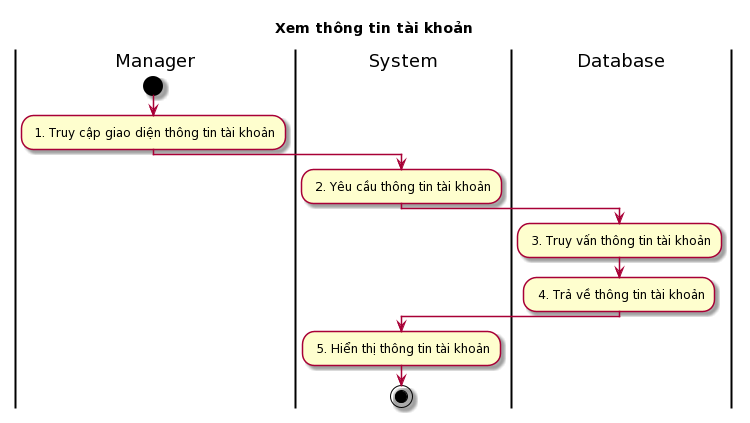 Xem thông tin tài khoản
Manager
System
Database
1. Truy cập giao diện thông tin tài khoản
2. Yêu cầu thông tin tài khoản
3. Truy vấn thông tin tài khoản
4. Trả về thông tin tài khoản
5. Hiển thị thông tin tài khoản